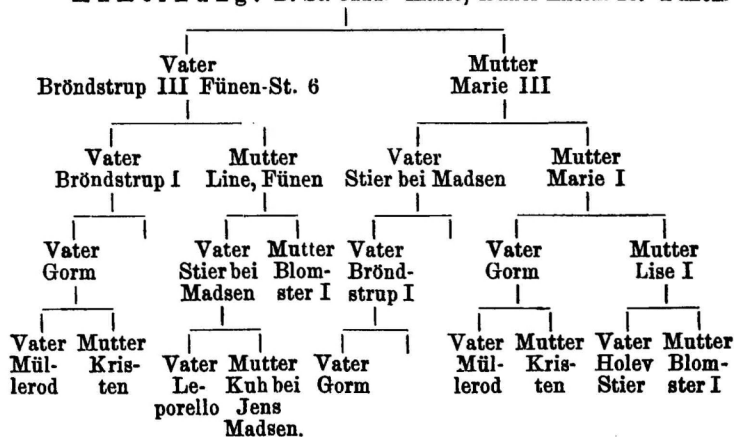 Vater Mutter
Bröndstrup III Fünen-St. 6 Marie III
Vater Mutter Vater Mutter
Bröndstrup I Line, Fünen Stier bei Madsen Marie I
Vater Vater Mutter Vater Vater Mutter
Gorm Stier bei Blom- Brönd- Gorm Lise I
Madsen ster I strup I
Vater Mutter Vater Mutter Vater Vater Mutter Vater Mutter
Mül- Kris- Le- Kuh bei Gorm Mül- Kris- Holev Blom-
lerod ten porello Jens lerod ten Stier ster I
Madsen.